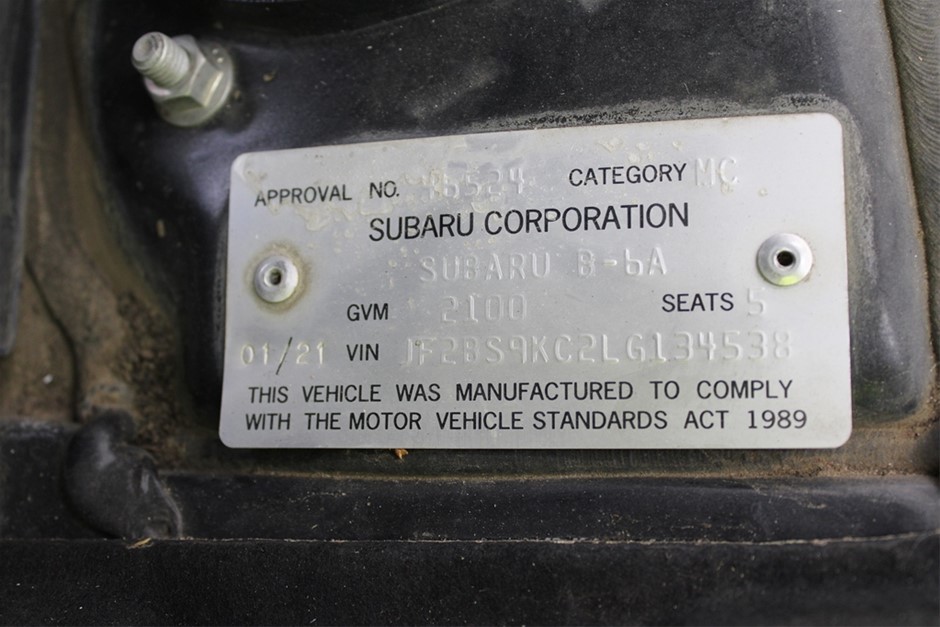 APPROVAL NO. 46524 CATEGORY MC
SUBARU CORPORATION
SUBARU B-6A
GVM 2100 SEATS 5
01/21 VIN JF2BS9KC2LG134538
THIS VEHICLE WAS MANUFACTURED TO COMPLY
WITH THE MOTOR VEHICLE STANDARDS ACT 1989